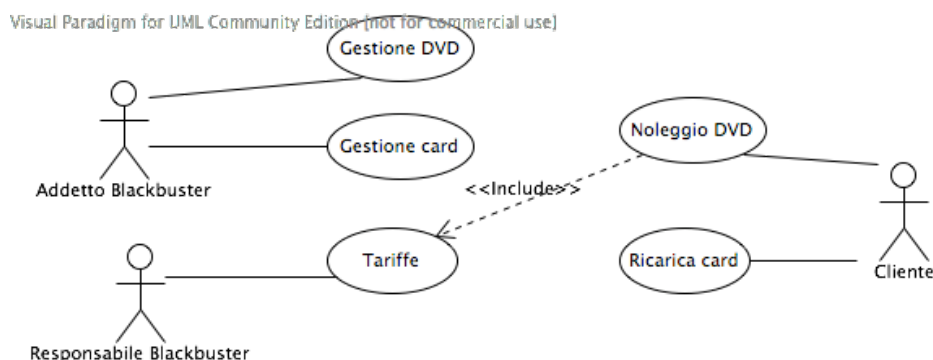 Visual Paradigm for UML Community Edition [not for commercial use]
Gestione DVD
Noleggio DVD
Gestione card
Addetto Blackbuster
<<Include>>
Tariffe
Ricarica card
Cliente
Responsabile Blackbuster